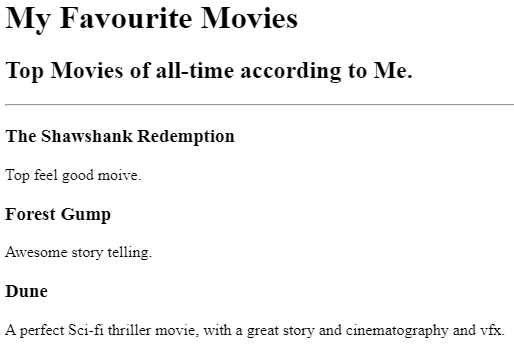 My Favourite Movies
Top Movies of all-time according to Me.
The Shawshank Redemption
Top feel good moive.
Forest Gump
Awesome story telling.
Dune
A perfect Sci-fi thriller movie, with a great story and cinematography and vfx.